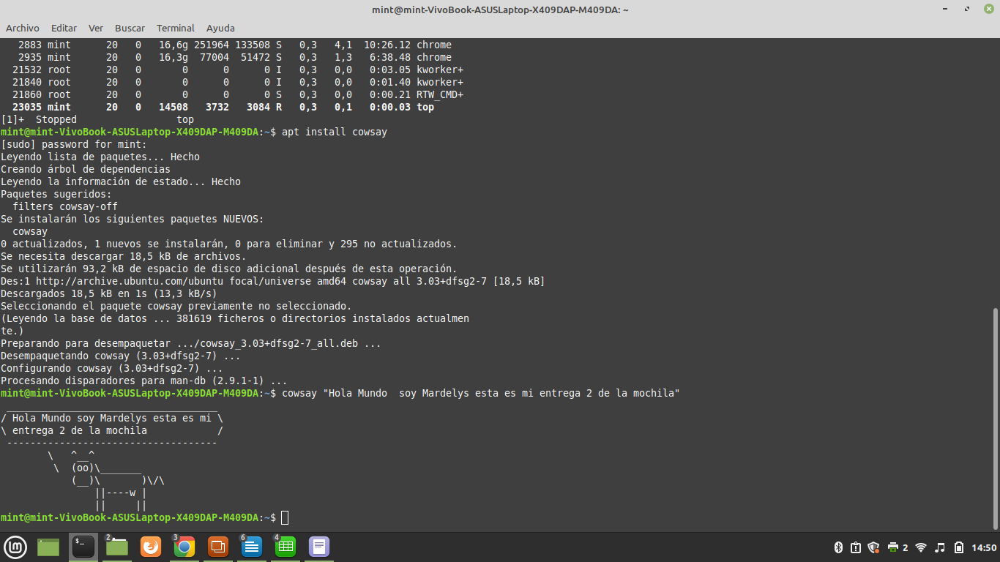 mint@mint-VivoBook-ASUSLaptop-X409DAP-M409DA: ~
Archivo Editar Ver Buscar Terminal Ayuda
   2883 mint      20   0   16,6g 251964 133508 S   0,3   4,1  10:26.12 chrome
   2935 mint      20   0   16,3g  77004  51472 S   0,3   1,3   6:38.48 chrome
  21532 root      20   0       0      0      0 I   0,3   0,0   0:03.05 kworker+
  21840 root      20   0       0      0      0 I   0,3   0,0   0:01.40 kworker+
  21860 root      20   0       0      0      0 S   0,3   0,0   0:00.21 RTW_CMD+
  23035 mint      20   0   14508   3732   3084 R   0,3   0,1   0:00.03 top
[1]+  Stopped                 top
mint@mint-VivoBook-ASUSLaptop-X409DAP-M409DA:~$ apt install cowsay
[sudo] password for mint:
Leyendo lista de paquetes... Hecho
Creando árbol de dependencias
Leyendo la información de estado... Hecho
Paquetes sugeridos:
  filters cowsay-off
Se instalarán los siguientes paquetes NUEVOS:
  cowsay
0 actualizados, 1 nuevos se instalarán, 0 para eliminar y 295 no actualizados.
Se necesita descargar 18,5 kB de archivos.
Se utilizarán 93,2 kB de espacio de disco adicional después de esta operación.
Des:1 http://archive.ubuntu.com/ubuntu focal/universe amd64 cowsay all 3.03+dfsg2-7 [18,5 kB]
Descargados 18,5 kB en 1s (13,3 kB/s)
Seleccionando el paquete cowsay previamente no seleccionado.
(Leyendo la base de datos ... 381619 ficheros o directorios instalados actualmen
te.)
Preparando para desempaquetar .../cowsay_3.03+dfsg2-7_all.deb ...
Desempaquetando cowsay (3.03+dfsg2-7) ...
Configurando cowsay (3.03+dfsg2-7) ...
Procesando disparadores para man-db (2.9.1-1) ...
mint@mint-VivoBook-ASUSLaptop-X409DAP-M409DA:~$ cowsay "Hola Mundo  soy Mardelys esta es mi entrega 2 de la mochila"
 ____________________________________
/ Hola Mundo soy Mardelys esta es mi \
\ entrega 2 de la mochila            /
 ------------------------------------
        \   ^__^
         \  (oo)\_______
            (__)\       )\/\
                ||----w |
                ||     ||
mint@mint-VivoBook-ASUSLaptop-X409DAP-M409DA:~$
$_ 2 3 6 4 2 14:50